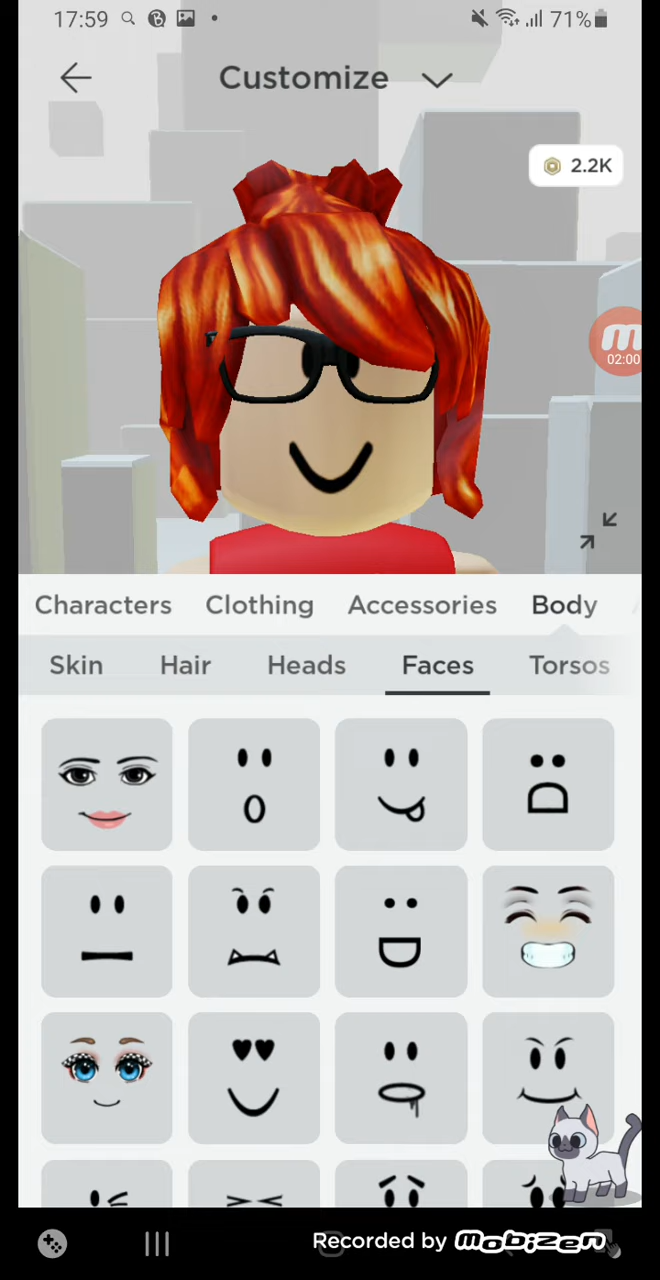 17:59
71%
Customize
2.2K
02:00
Characters Clothing Accessories Body
Skin Hair Heads Faces Torsos
Recorded by Mobizen